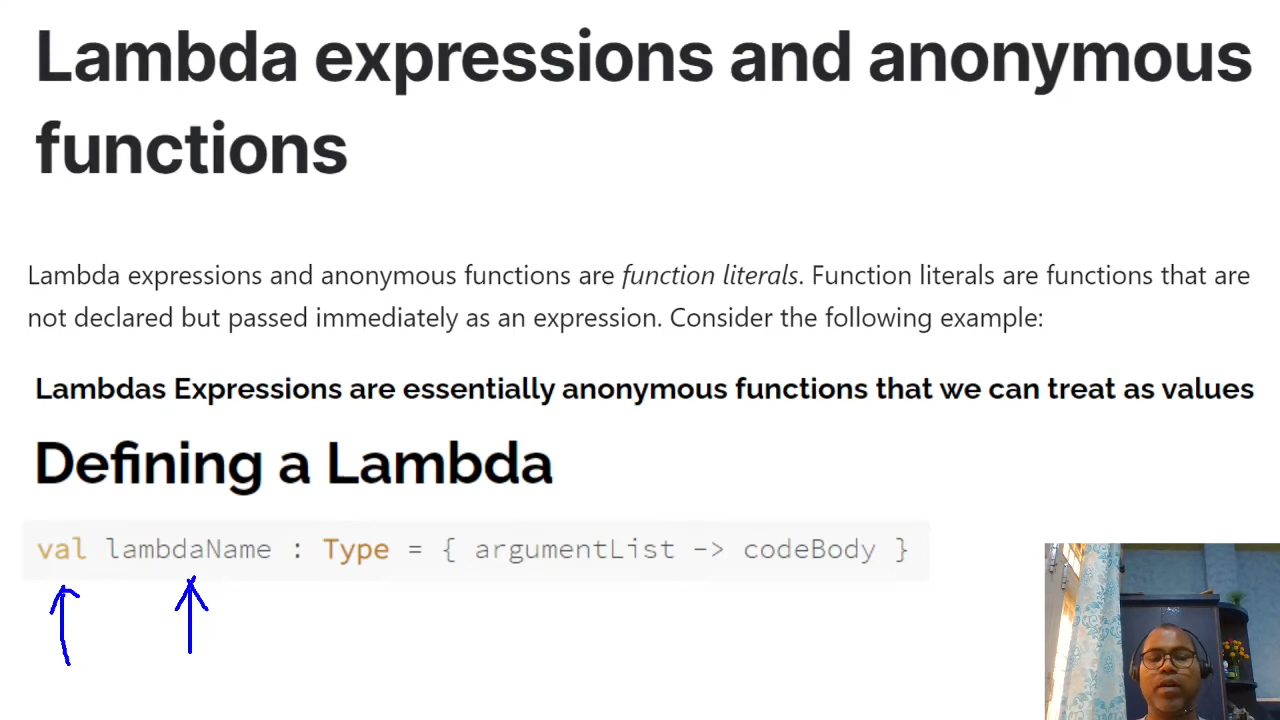 Lambda expressions and anonymous
functions
Lambda expressions and anonymous functions are function literals. Function literals are functions that are
not declared but passed immediately as an expression. Consider the following example:
Lambdas Expressions are essentially anonymous functions that we can treat as values
Defining a Lambda
val lambdaName : Type = { argumentList -> codeBody }